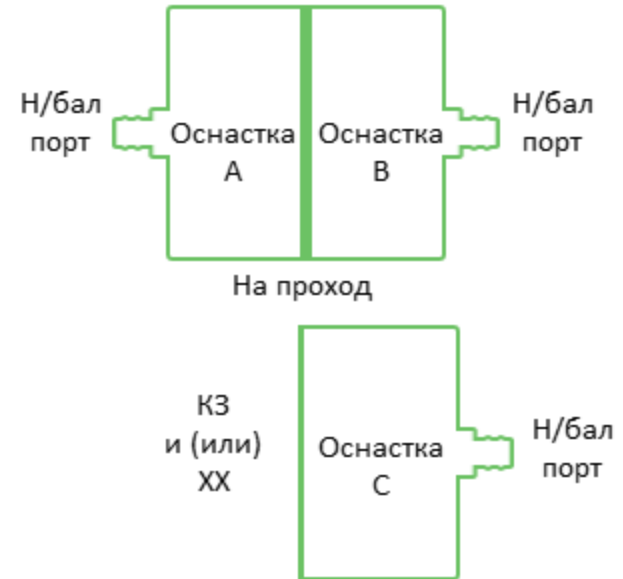 Н/бал
порт
Оснастка
А
Оснастка
В
Н/бал
порт
На проход
КЗ
и (или)
ХХ
Оснастка
С
Н/бал
порт